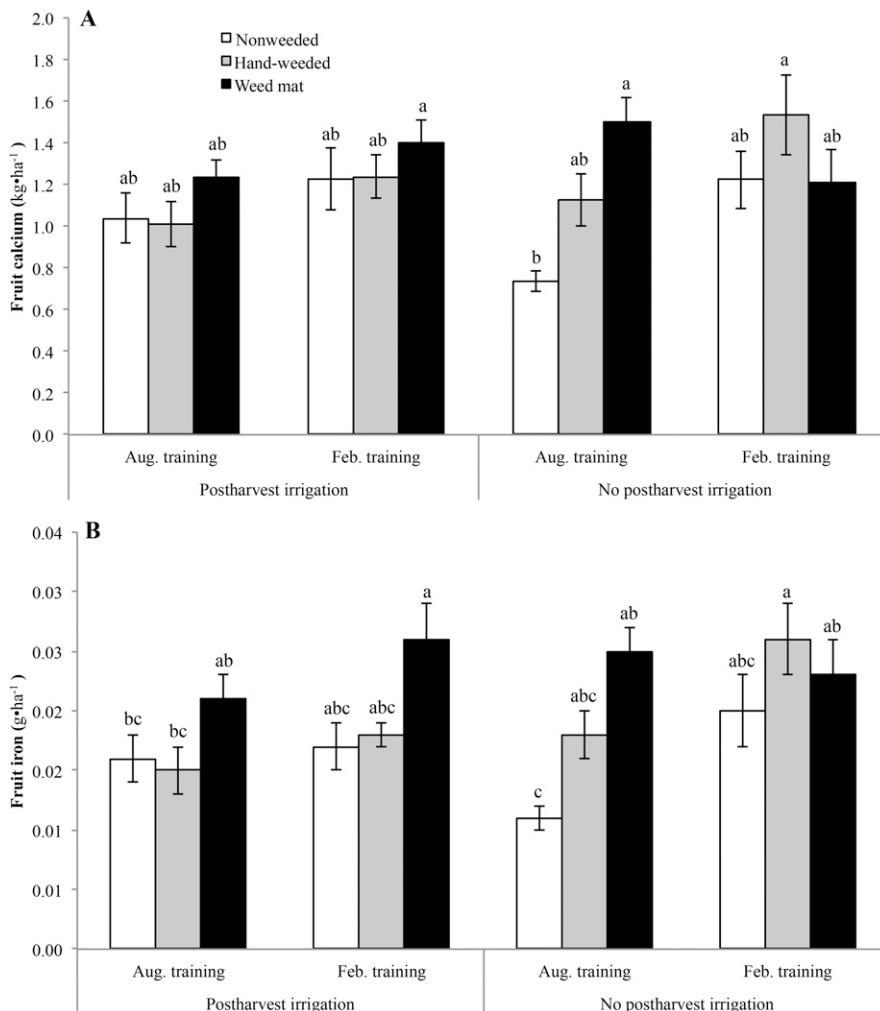 A
Nonweeded
Hand-weeded
Weed mat
Fruit calcium (kg•ha⁻¹)
2.0
1.8
1.6
1.4
1.2
1.0
0.8
0.6
0.4
0.2
0.0
ab ab ab ab ab a b ab a ab a ab
Aug. training Feb. training Aug. training Feb. training
Postharvest irrigation No postharvest irrigation
B
Fruit iron (g•ha⁻¹)
0.04
0.03
0.03
0.02
0.02
0.01
0.01
0.00
bc bc ab abc abc a c abc ab abc a ab
Aug. training Feb. training Aug. training Feb. training
Postharvest irrigation No postharvest irrigation